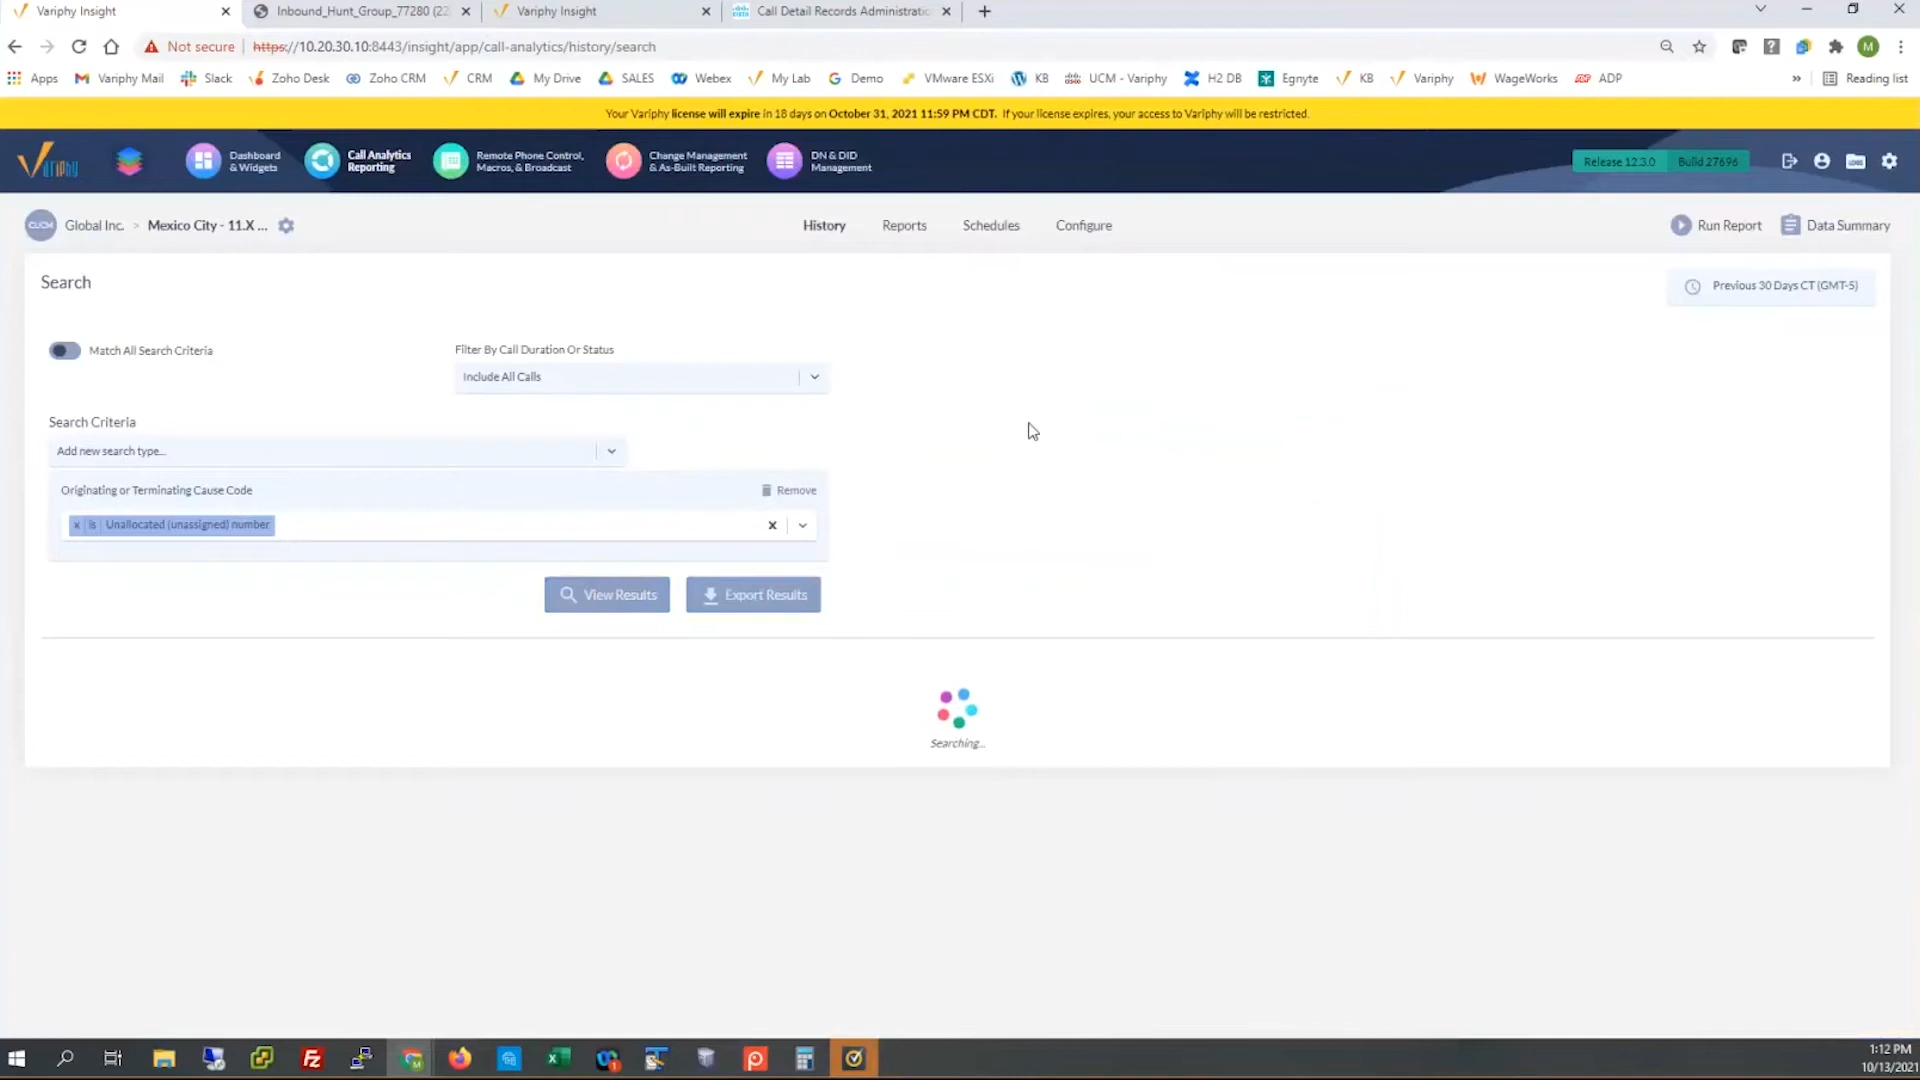 Variphy Insight
Inbound_Hunt_Group_77280 (22
Variphy Insight
Call Detail Records Administratio
Not secure
https://10.20.30.10:8443/insight/app/call-analytics/history/search
M
Apps
Variphy Mail
Slack
Zoho Desk
Zoho CRM
CRM
My Drive
SALES
Webex
My Lab
Demo
VMware ESXi
KB
UCM - Variphy
H2 DB
Egnyte
KB
Variphy
WageWorks
ADP
»
Reading list
Your Variphy license will expire in 18 days on October 31, 2021 11:59 PM CDT. If your license expires, your access to Variphy will be restricted.
Variphy
Dashboard
& Widgets
Call Analytics
Reporting
Remote Phone Control,
Macros, & Broadcast
Change Management
& As-Built Reporting
DN & DID
Management
Release 12.3.0
Build 27696
CUCM
Global Inc. > Mexico City - 11.X ...
History
Reports
Schedules
Configure
Run Report
Data Summary
Search
Previous 30 Days CT (GMT-5)
Match All Search Criteria
Filter By Call Duration Or Status
Include All Calls
Search Criteria
Add new search type...
Originating or Terminating Cause Code
Remove
x is Unallocated (unassigned) number
View Results
Export Results
Searching...
1:12 PM
10/13/2021